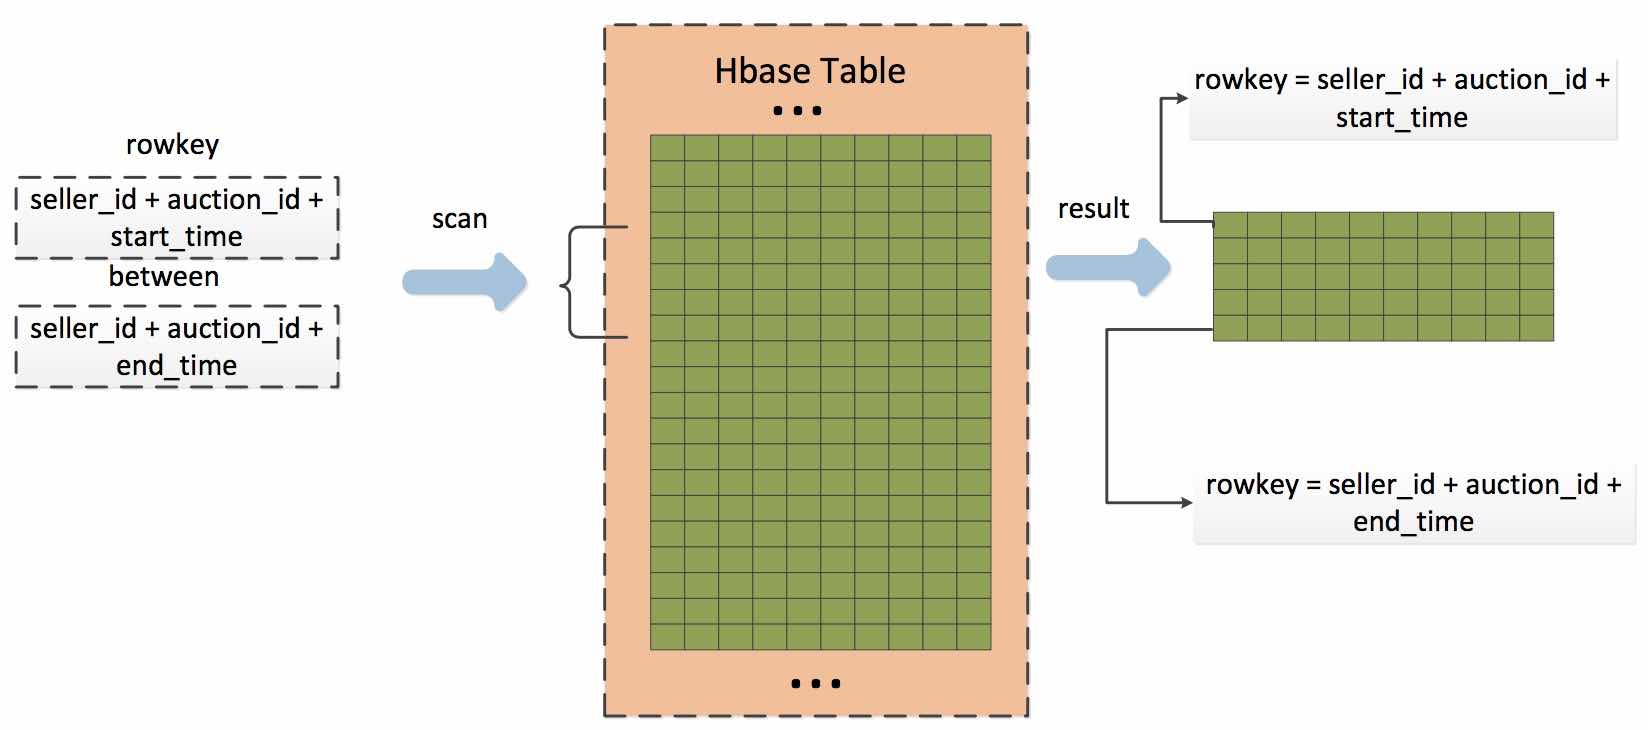 rowkey
seller_id + auction_id +
start_time
between
seller_id + auction_id +
end_time
scan
Hbase Table
...
...
result
rowkey = seller_id + auction_id +
start_time
rowkey = seller_id + auction_id +
end_time